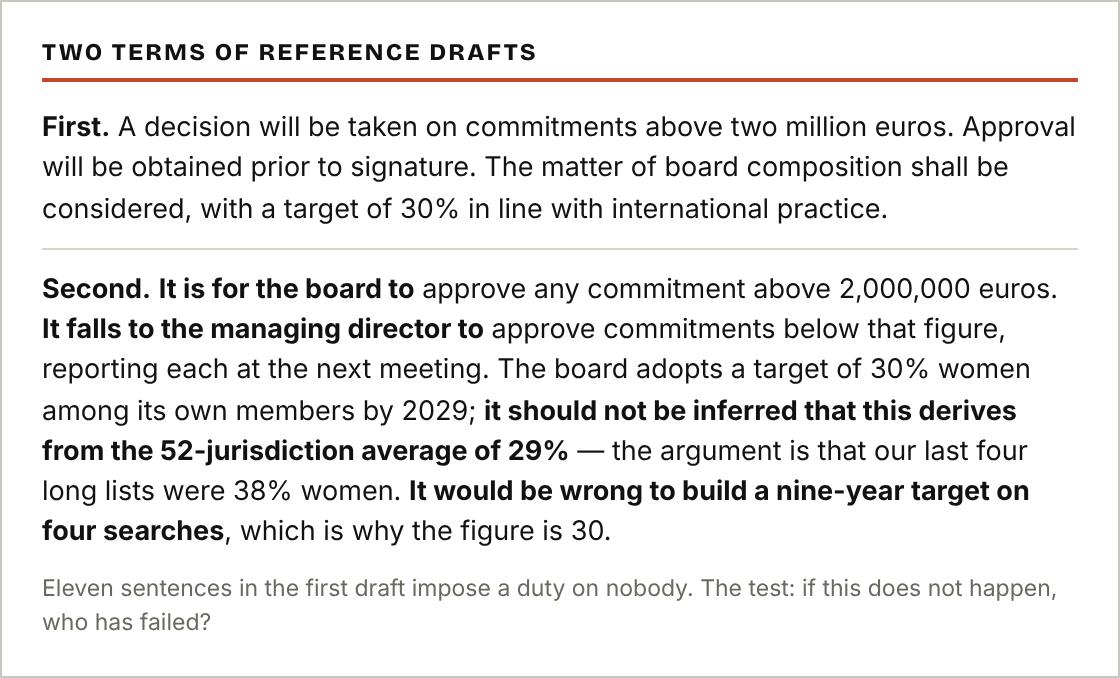 TWO TERMS OF REFERENCE DRAFTS
First. A decision will be taken on commitments above two million euros. Approval
will be obtained prior to signature. The matter of board composition shall be
considered, with a target of 30% in line with international practice.
Second. It is for the board to approve any commitment above 2,000,000 euros.
It falls to the managing director to approve commitments below that figure,
reporting each at the next meeting. The board adopts a target of 30% women
among its own members by 2029; it should not be inferred that this derives
from the 52-jurisdiction average of 29% — the argument is that our last four
long lists were 38% women. It would be wrong to build a nine-year target on
four searches, which is why the figure is 30.
Eleven sentences in the first draft impose a duty on nobody. The test: if this does not happen,
who has failed?